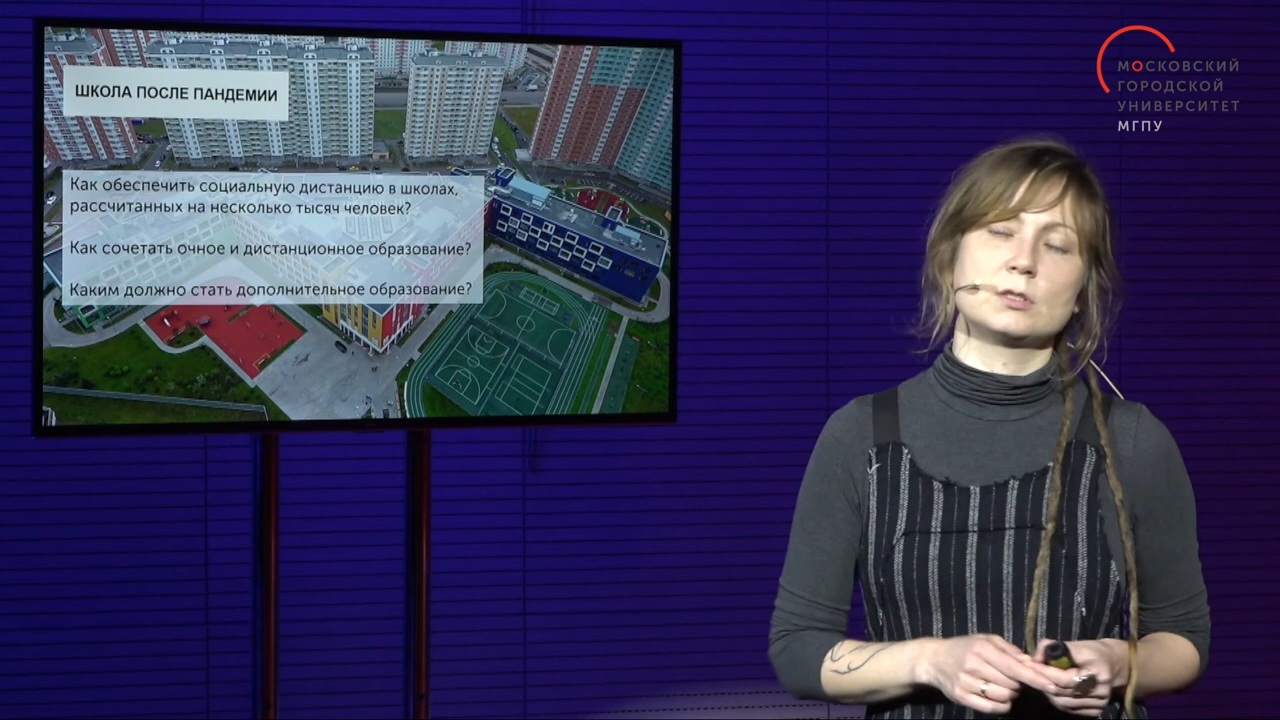 ШКОЛА ПОСЛЕ ПАНДЕМИИ
Как обеспечить социальную дистанцию в школах,
рассчитанных на несколько тысяч человек?
Как сочетать очное и дистанционное образование?
Каким должно стать дополнительное образование?
МОСКОВСКИЙ
ГОРОДСКОЙ
УНИВЕРСИТЕТ
МГПУ